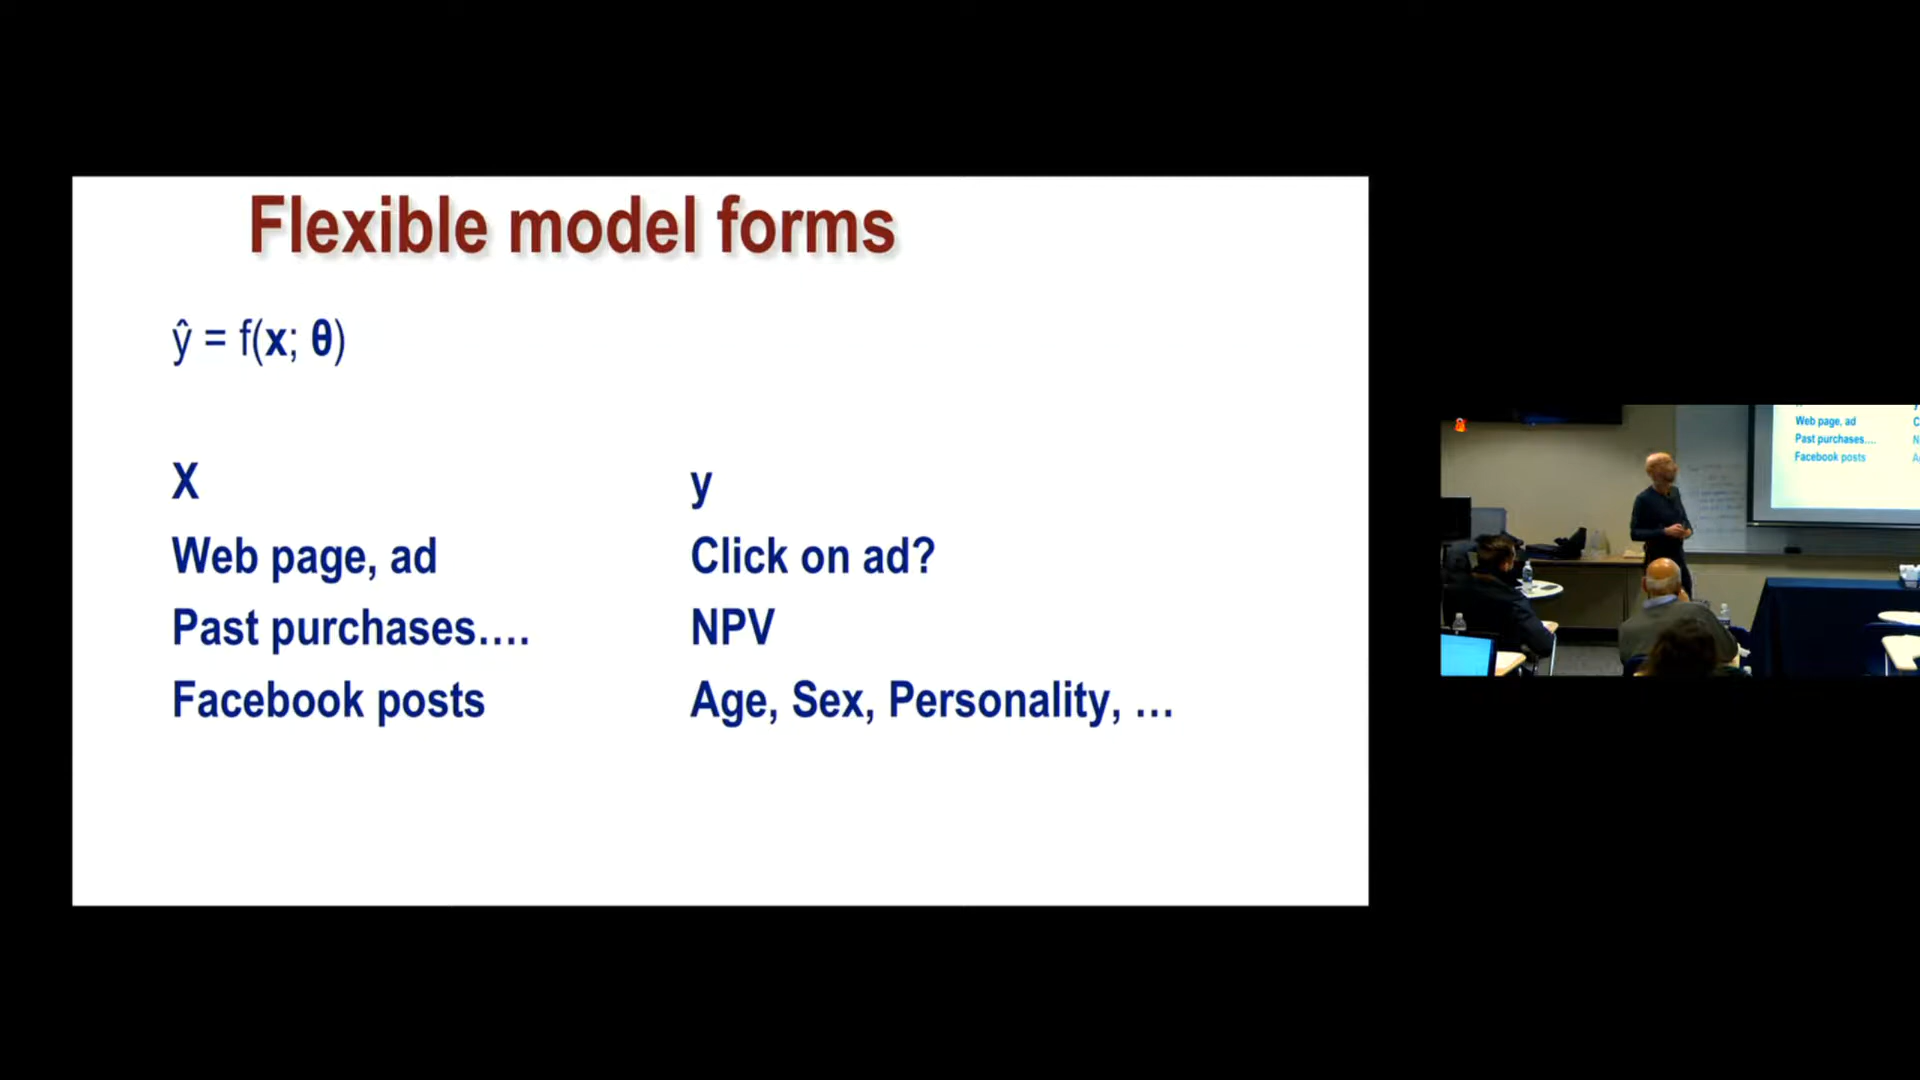 Flexible model forms
ŷ = f(x; θ)
X y
Web page, ad Click on ad?
Past purchases.... NPV
Facebook posts Age, Sex, Personality, ...
Web page, ad C
Past purchases.... N
Facebook posts A